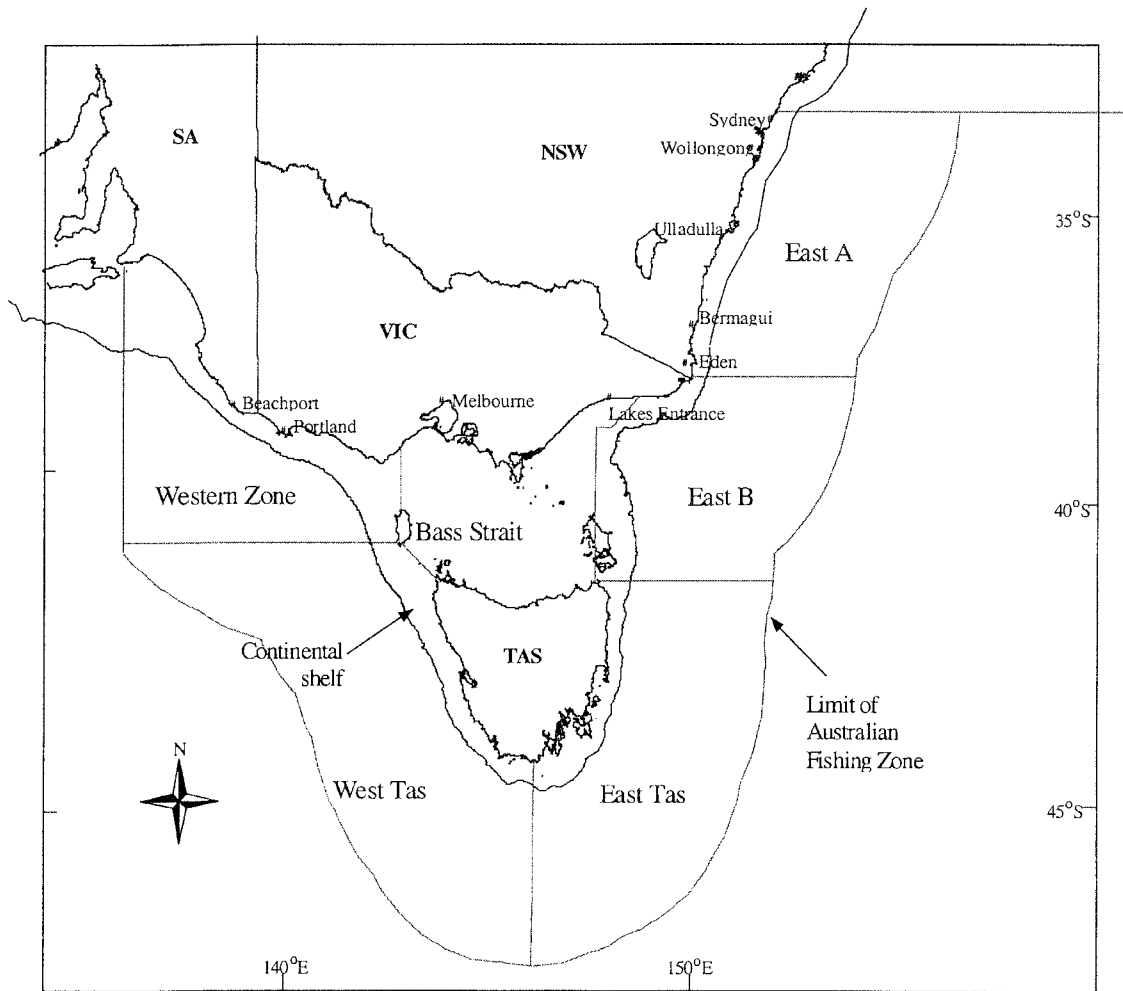 SA
NSW
Sydney
Wollongong
Ulladulla
35°S
East A
Bermagui
VIC
Eden
Beachport
Melbourne
Lakes Entrance
Portland
Western Zone
East B
40°S
Bass Strait
Continental
shelf
TAS
Limit of
Australian
Fishing Zone
N
West Tas
East Tas
45°S
140°E
150°E